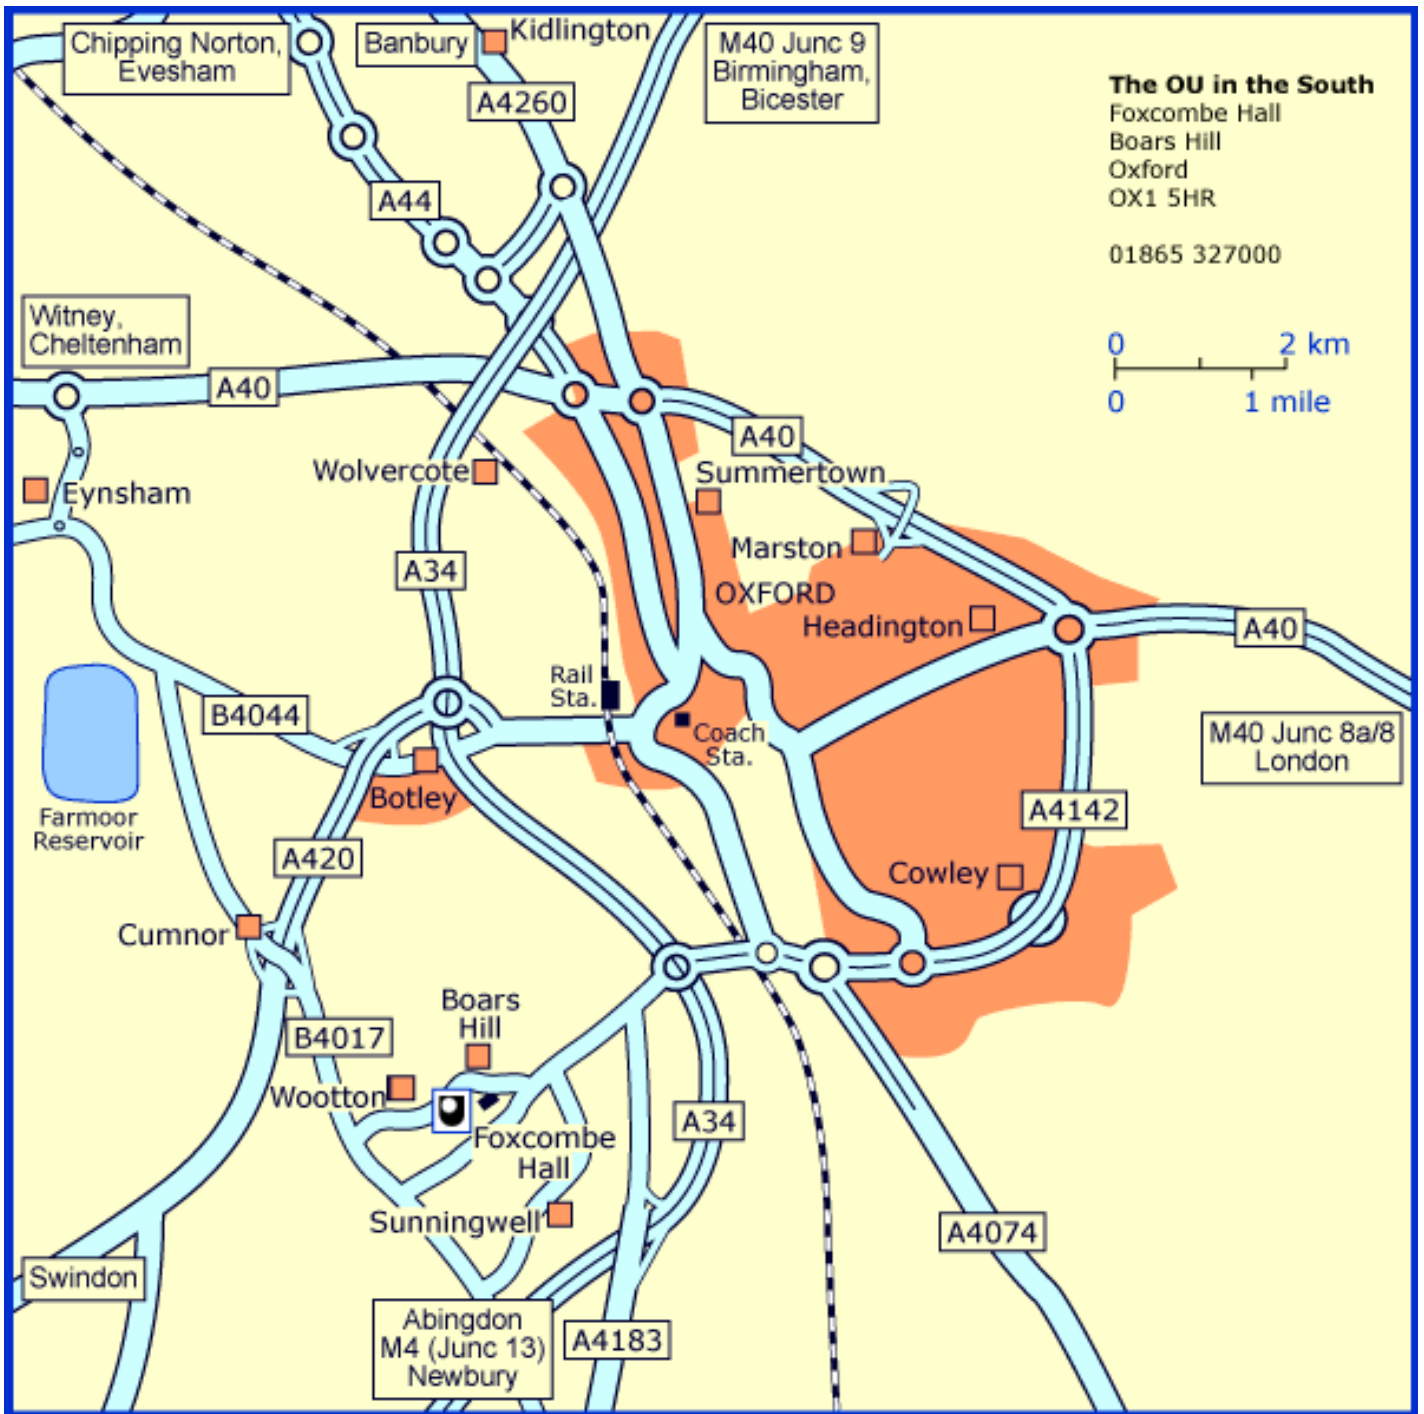 Chipping Norton,
Evesham
Banbury
Kidlington
M40 Junc 9
Birmingham,
Bicester
The OU in the South
Foxcombe Hall
Boars Hill
Oxford
OX1 5HR
01865 327000
A4260
A44
Witney,
Cheltenham
0 2 km
0 1 mile
A40
A40
Wolvercote
Summertown
Eynsham
Marston
A34
OXFORD
Headington
A40
Rail
Sta.
B4044
Coach
Sta.
M40 Junc 8a/8
London
Botley
Farmoor
Reservoir
A4142
A420
Cowley
Cumnor
Boars
Hill
B4017
Wootton
A34
Foxcombe
Hall
Sunningwell
A4074
Swindon
Abingdon
M4 (Junc 13)
Newbury
A4183